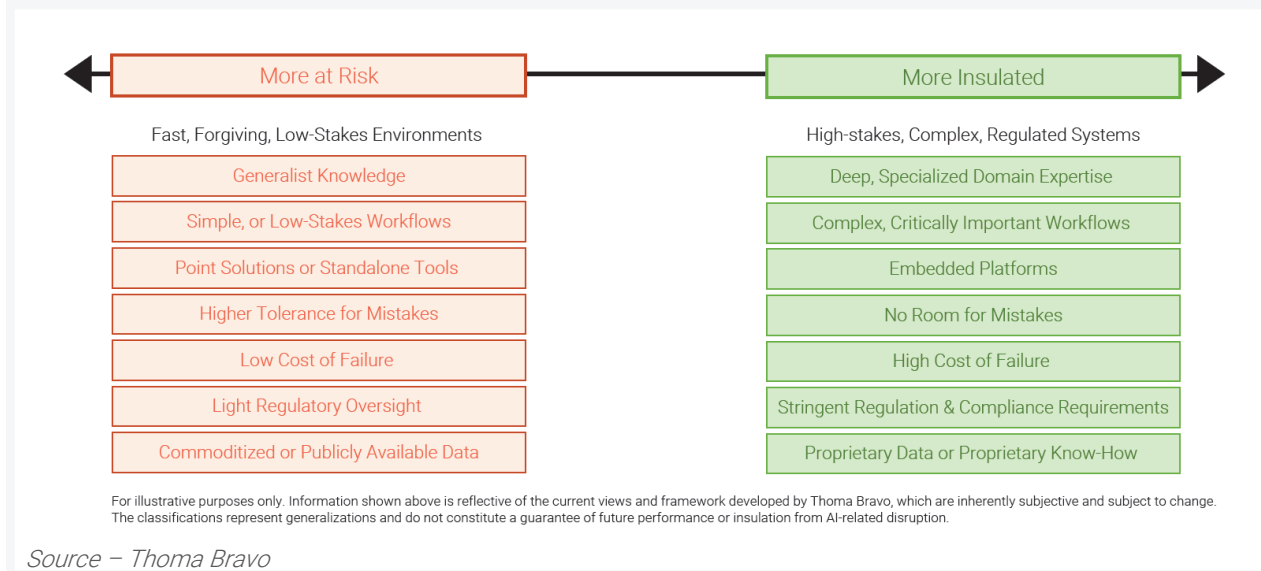 More at Risk
More Insulated
Fast, Forgiving, Low-Stakes Environments
High-stakes, Complex, Regulated Systems
Generalist Knowledge
Deep, Specialized Domain Expertise
Simple, or Low-Stakes Workflows
Complex, Critically Important Workflows
Point Solutions or Standalone Tools
Embedded Platforms
Higher Tolerance for Mistakes
No Room for Mistakes
Low Cost of Failure
High Cost of Failure
Light Regulatory Oversight
Stringent Regulation & Compliance Requirements
Commoditized or Publicly Available Data
Proprietary Data or Proprietary Know-How
For illustrative purposes only. Information shown above is reflective of the current views and framework developed by Thoma Bravo, which are inherently subjective and subject to change.
The classifications represent generalizations and do not constitute a guarantee of future performance or insulation from AI-related disruption.
Source – Thoma Bravo